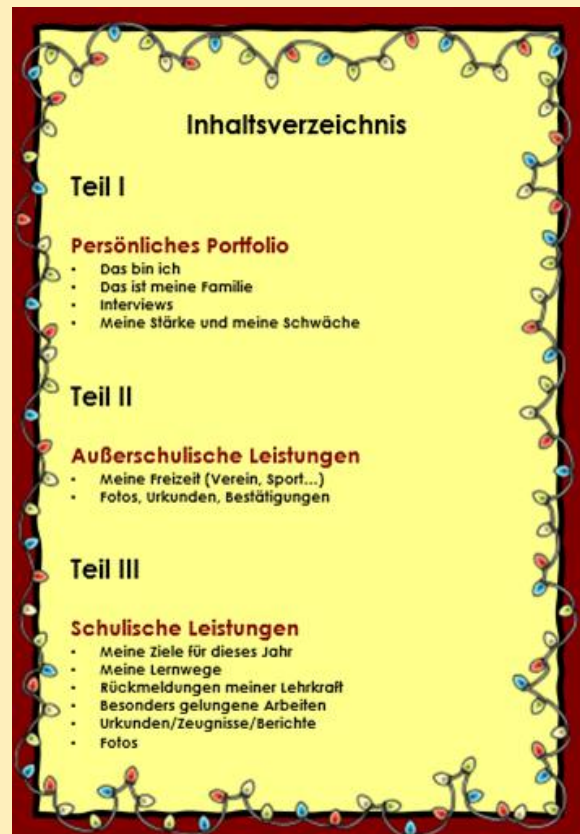 Inhaltsverzeichnis
Teil I
Persönliches Portfolio
• Das bin ich
• Das ist meine Familie
• Interviews
• Meine Stärke und meine Schwäche
Teil II
Außerschulische Leistungen
• Meine Freizeit (Verein, Sport...)
• Fotos, Urkunden, Bestätigungen
Teil III
Schulische Leistungen
• Meine Ziele für dieses Jahr
• Meine Lernwege
• Rückmeldungen meiner Lehrkraft
• Besonders gelungene Arbeiten
• Urkunden/Zeugnisse/Berichte
• Fotos